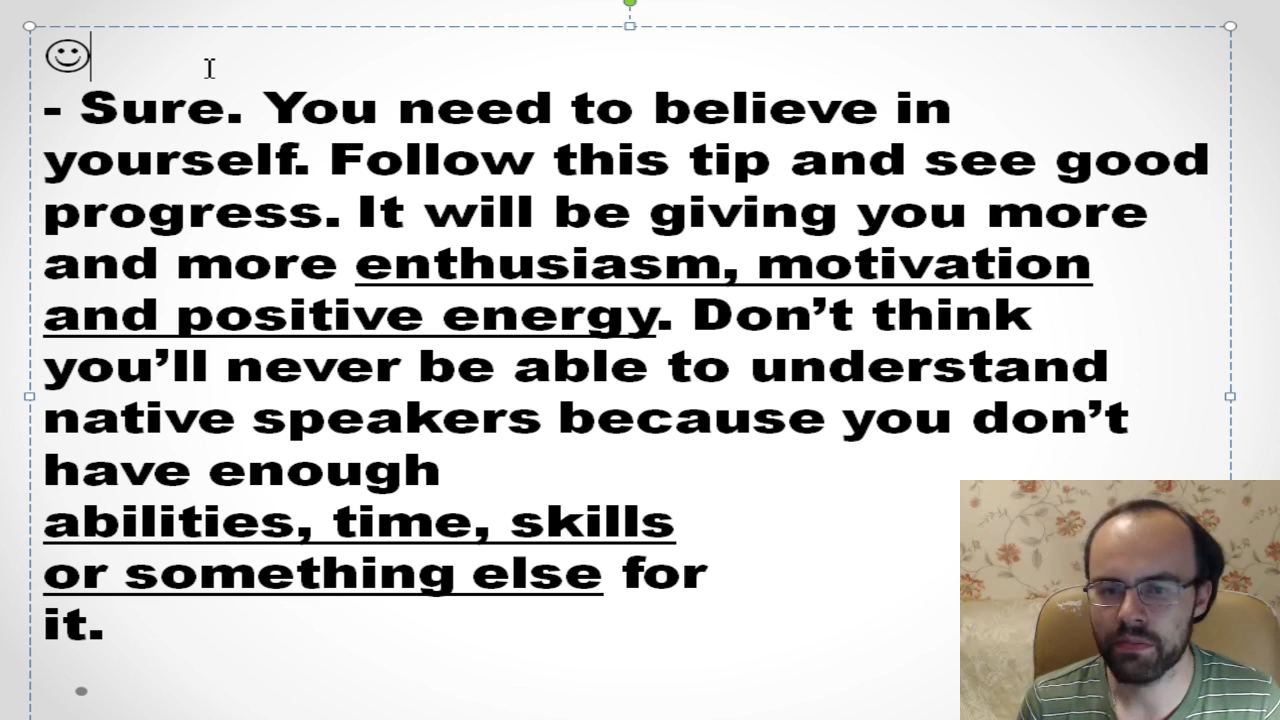 ☺
- Sure. You need to believe in
yourself. Follow this tip and see good
progress. It will be giving you more
and more enthusiasm, motivation
and positive energy. Don’t think
you’ll never be able to understand
native speakers because you don’t
have enough
abilities, time, skills
or something else for
it.